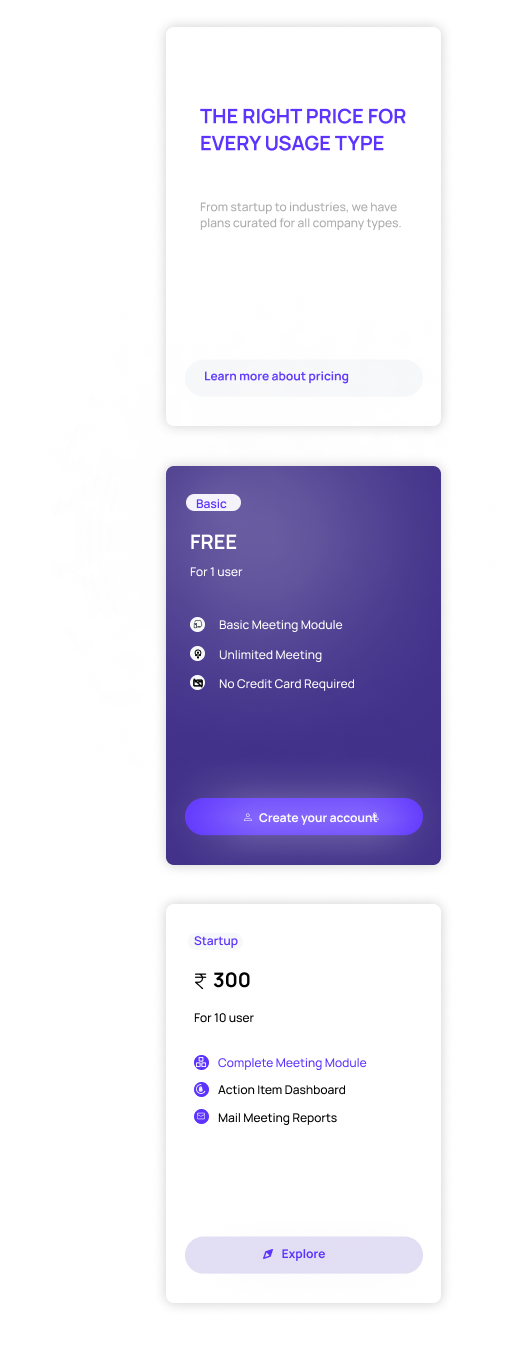 THE RIGHT PRICE FOR
EVERY USAGE TYPE
From startup to industries, we have
plans curated for all company types.
Learn more about pricing
Basic
FREE
For 1 user
Basic Meeting Module
Unlimited Meeting
No Credit Card Required
Create your account
Startup
₹ 300
For 10 user
Complete Meeting Module
Action Item Dashboard
Mail Meeting Reports
Explore